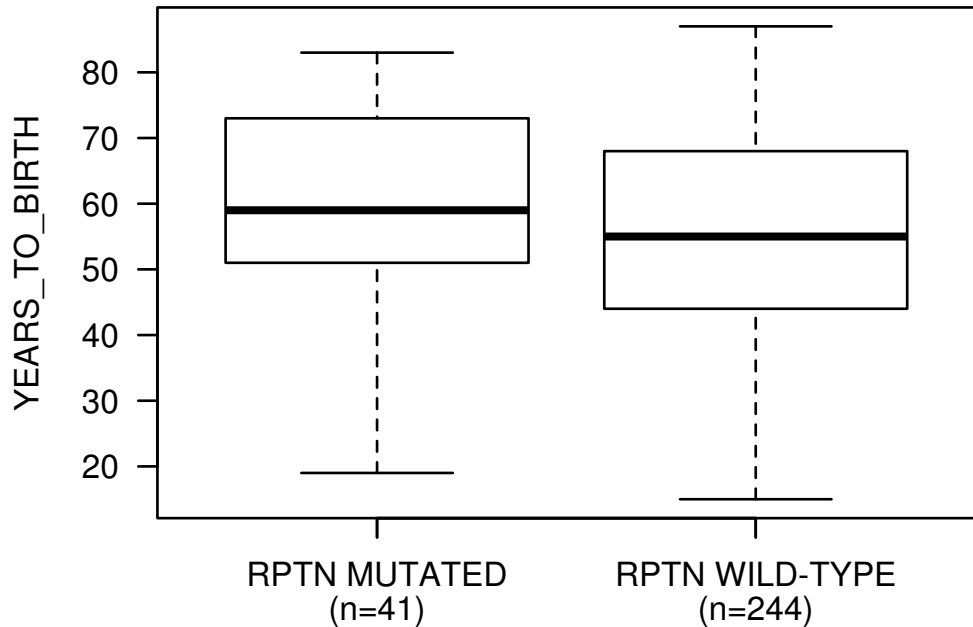 YEARS_TO_BIRTH
80
70
60
50
40
30
20
RPTN MUTATED
(n=41)
RPTN WILD-TYPE
(n=244)